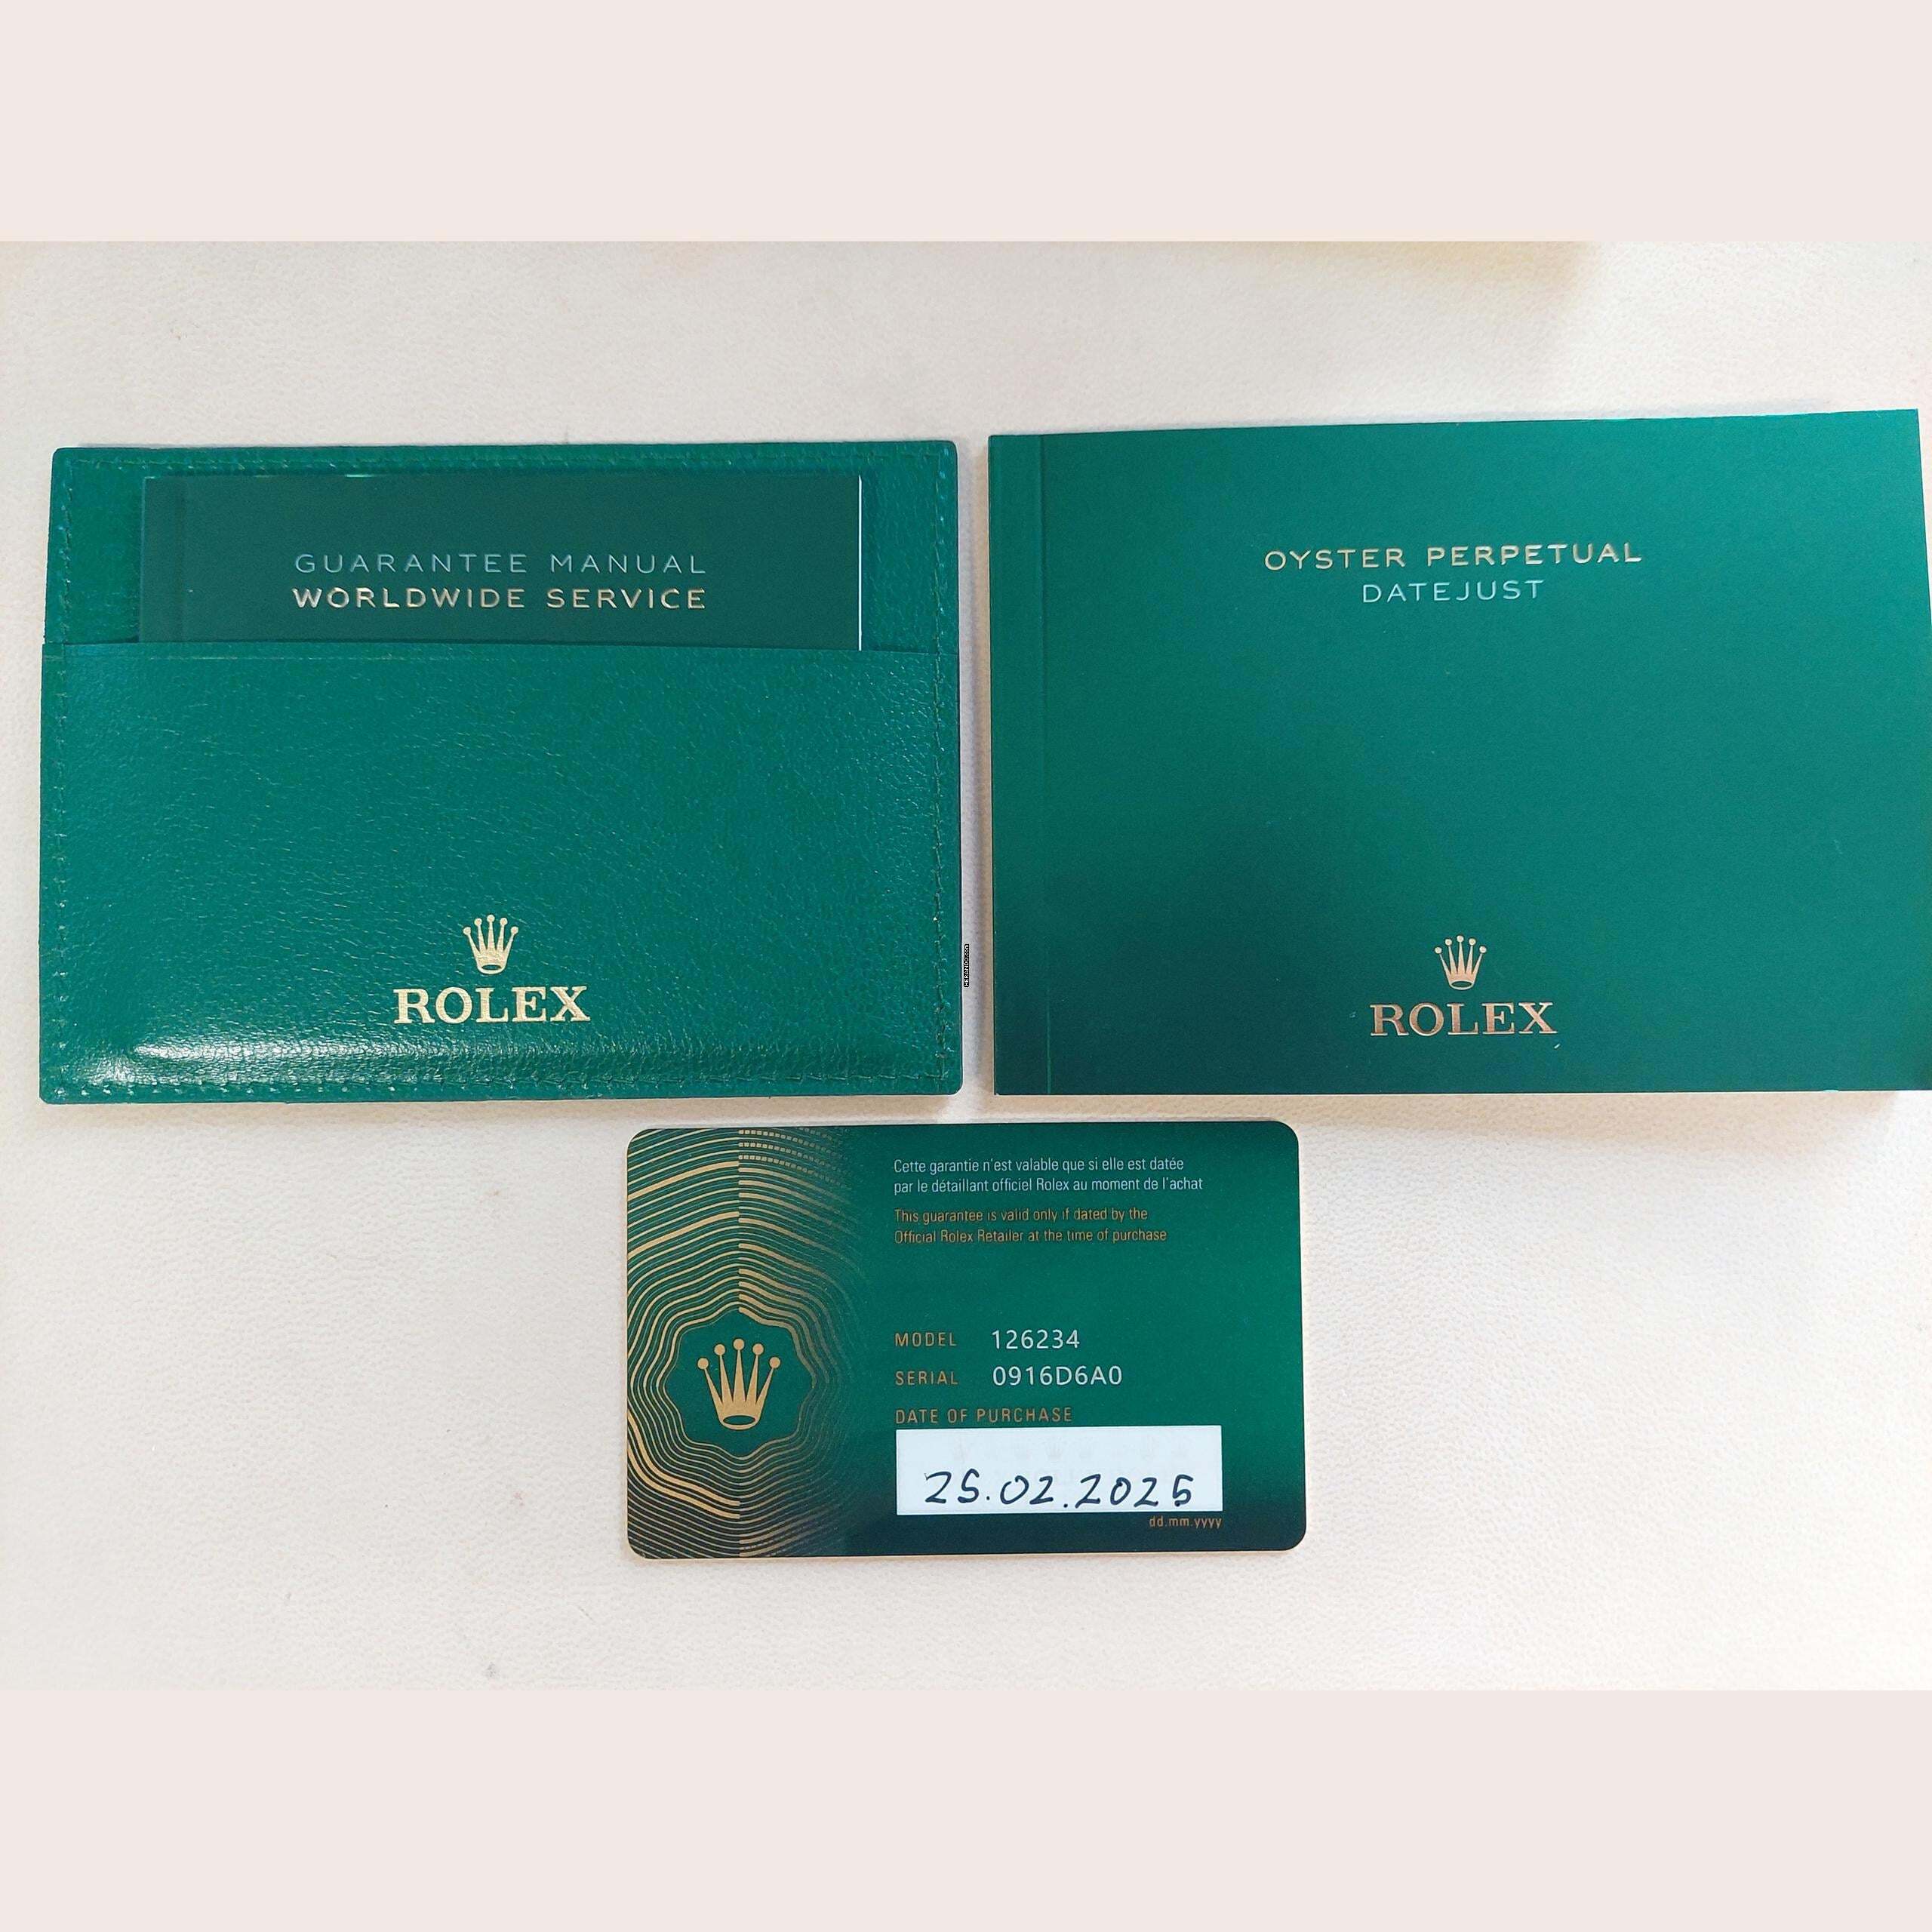 GUARANTEE MANUAL
WORLDWIDE SERVICE
ROLEX
OYSTER PERPETUAL
DATEJUST
ROLEX
Cette garantie n'est valable que si elle est datée
par le détaillant officiel Rolex au moment de l'achat
This guarantee is valid only if dated by the
Official Rolex Retailer at the time of purchase
MODEL 126234
SERIAL 0916D6A0
DATE OF PURCHASE
25.02.2025
dd.mm.yyyy